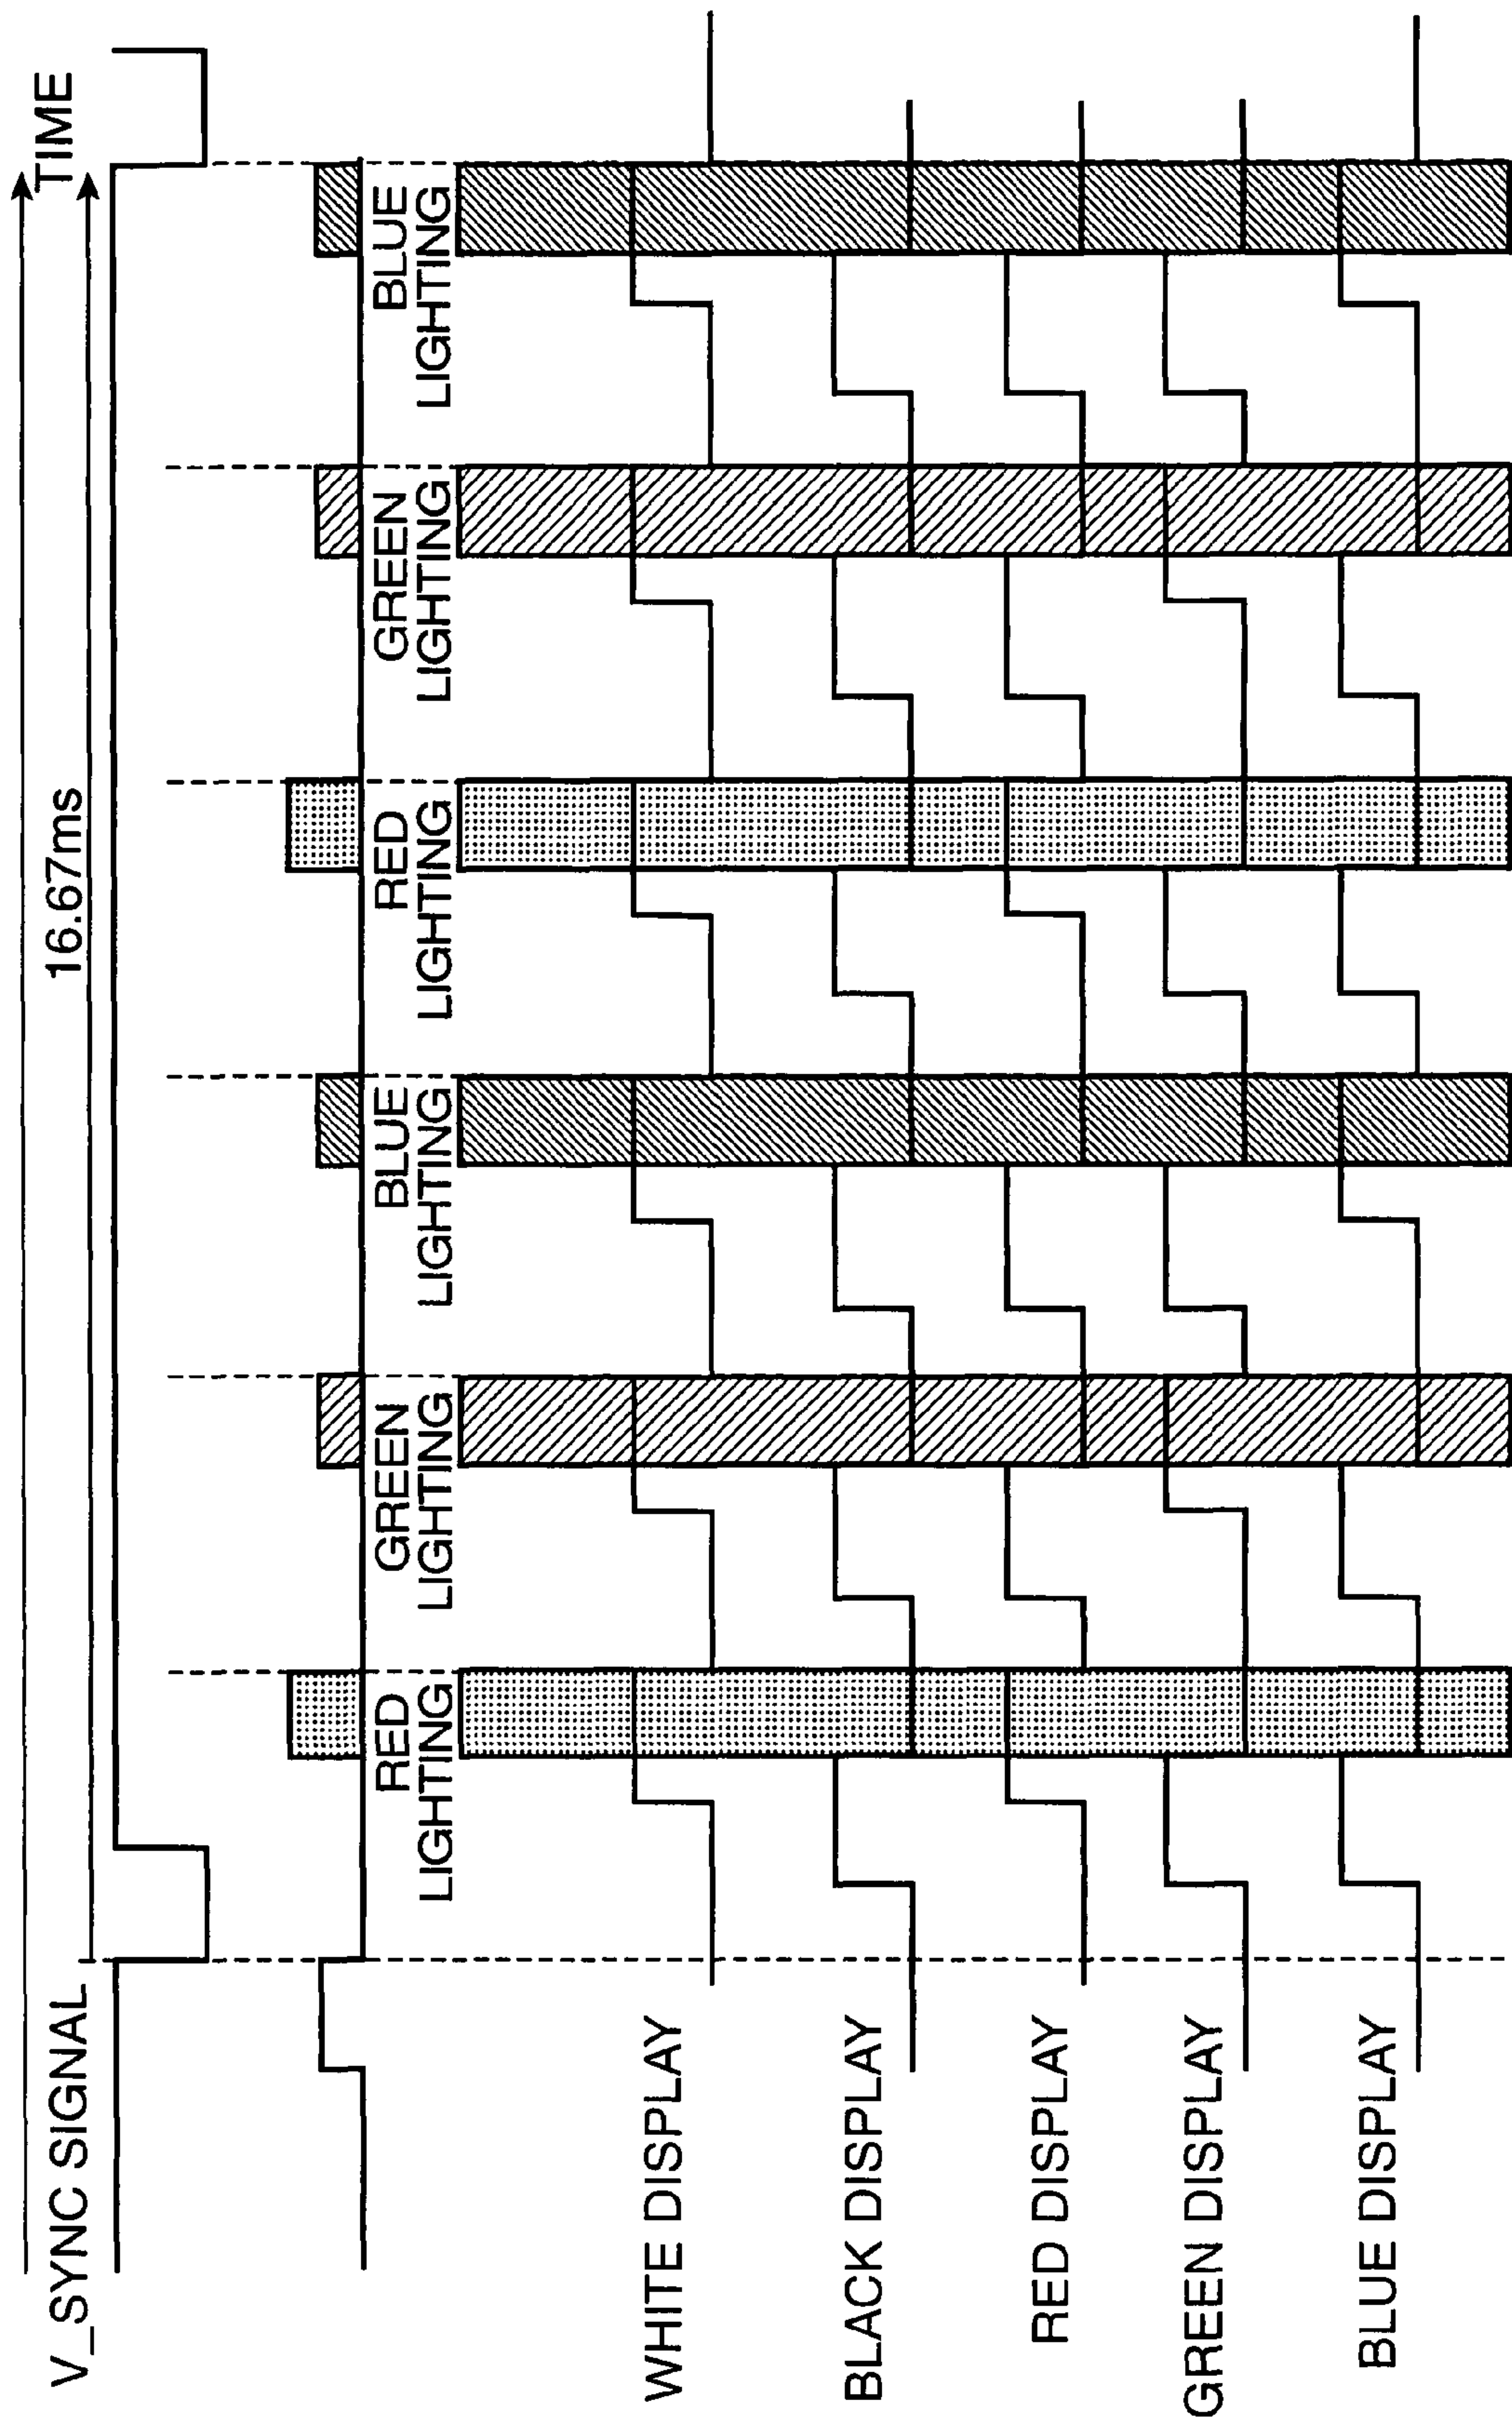 TIME
16.67ms
V_SYNC SIGNAL
RED
LIGHTING
GREEN
LIGHTING
BLUE
LIGHTING
RED
LIGHTING
GREEN
LIGHTING
BLUE
LIGHTING
WHITE DISPLAY
BLACK DISPLAY
RED DISPLAY
GREEN DISPLAY
BLUE DISPLAY